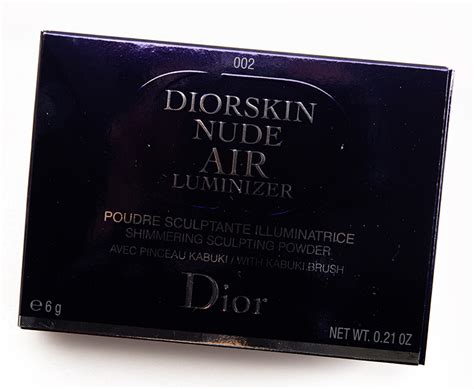 002
DIORSKIN
NUDE
AIR
LUMINIZER
POUDRE SCULPTANTE ILLUMINATRICE
SHIMMERING SCULPTING POWDER
AVEC PINCEAU KABUKI / WITH KABUKI BRUSH
Dior
℮ 6 g
NET WT. 0.21 OZ